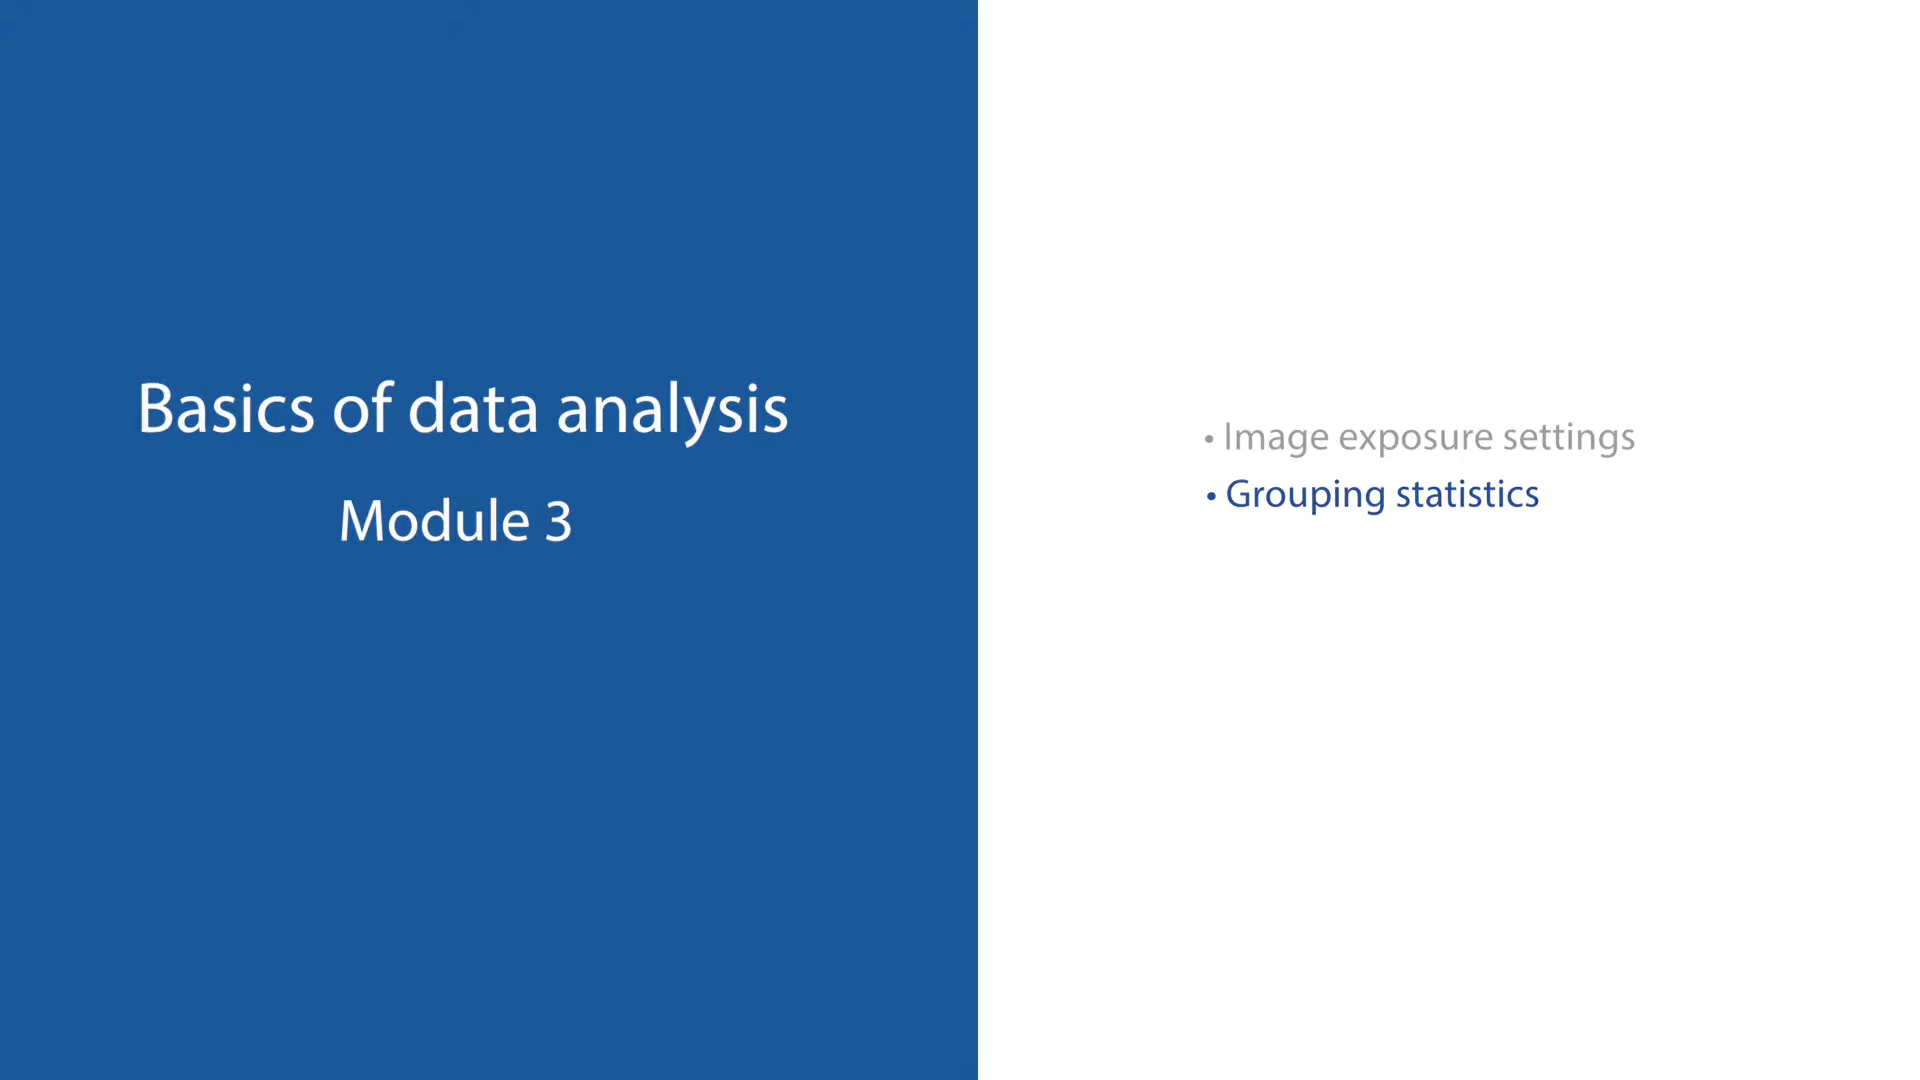 Basics of data analysis
Module 3
• Image exposure settings
• Grouping statistics